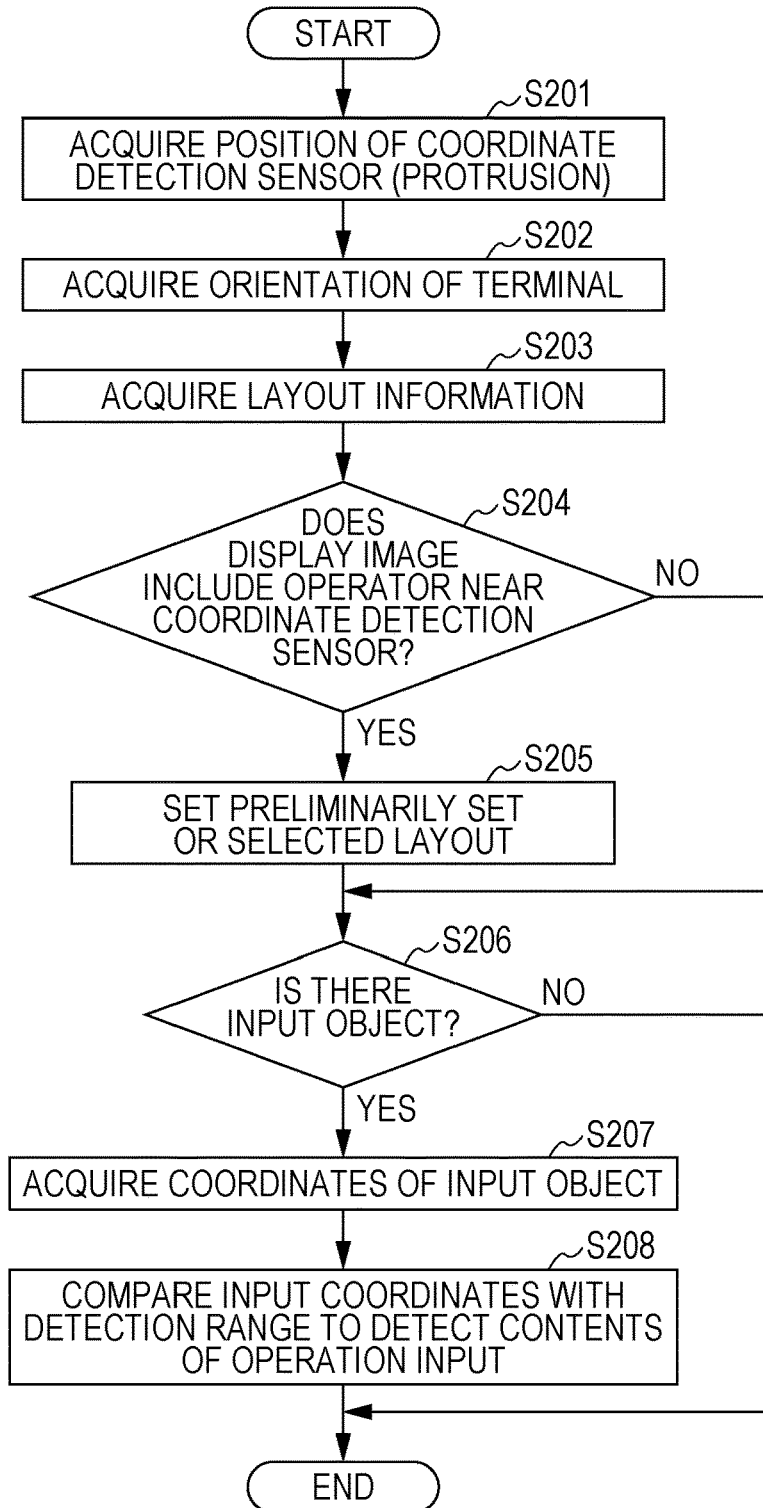 START
S201
ACQUIRE POSITION OF COORDINATE
DETECTION SENSOR (PROTRUSION)
S202
ACQUIRE ORIENTATION OF TERMINAL
S203
ACQUIRE LAYOUT INFORMATION
S204
DOES
DISPLAY IMAGE
INCLUDE OPERATOR NEAR
COORDINATE DETECTION
SENSOR?
NO
YES
S205
SET PRELIMINARILY SET
OR SELECTED LAYOUT
S206
IS THERE
INPUT OBJECT?
NO
YES
S207
ACQUIRE COORDINATES OF INPUT OBJECT
S208
COMPARE INPUT COORDINATES WITH
DETECTION RANGE TO DETECT CONTENTS
OF OPERATION INPUT
END